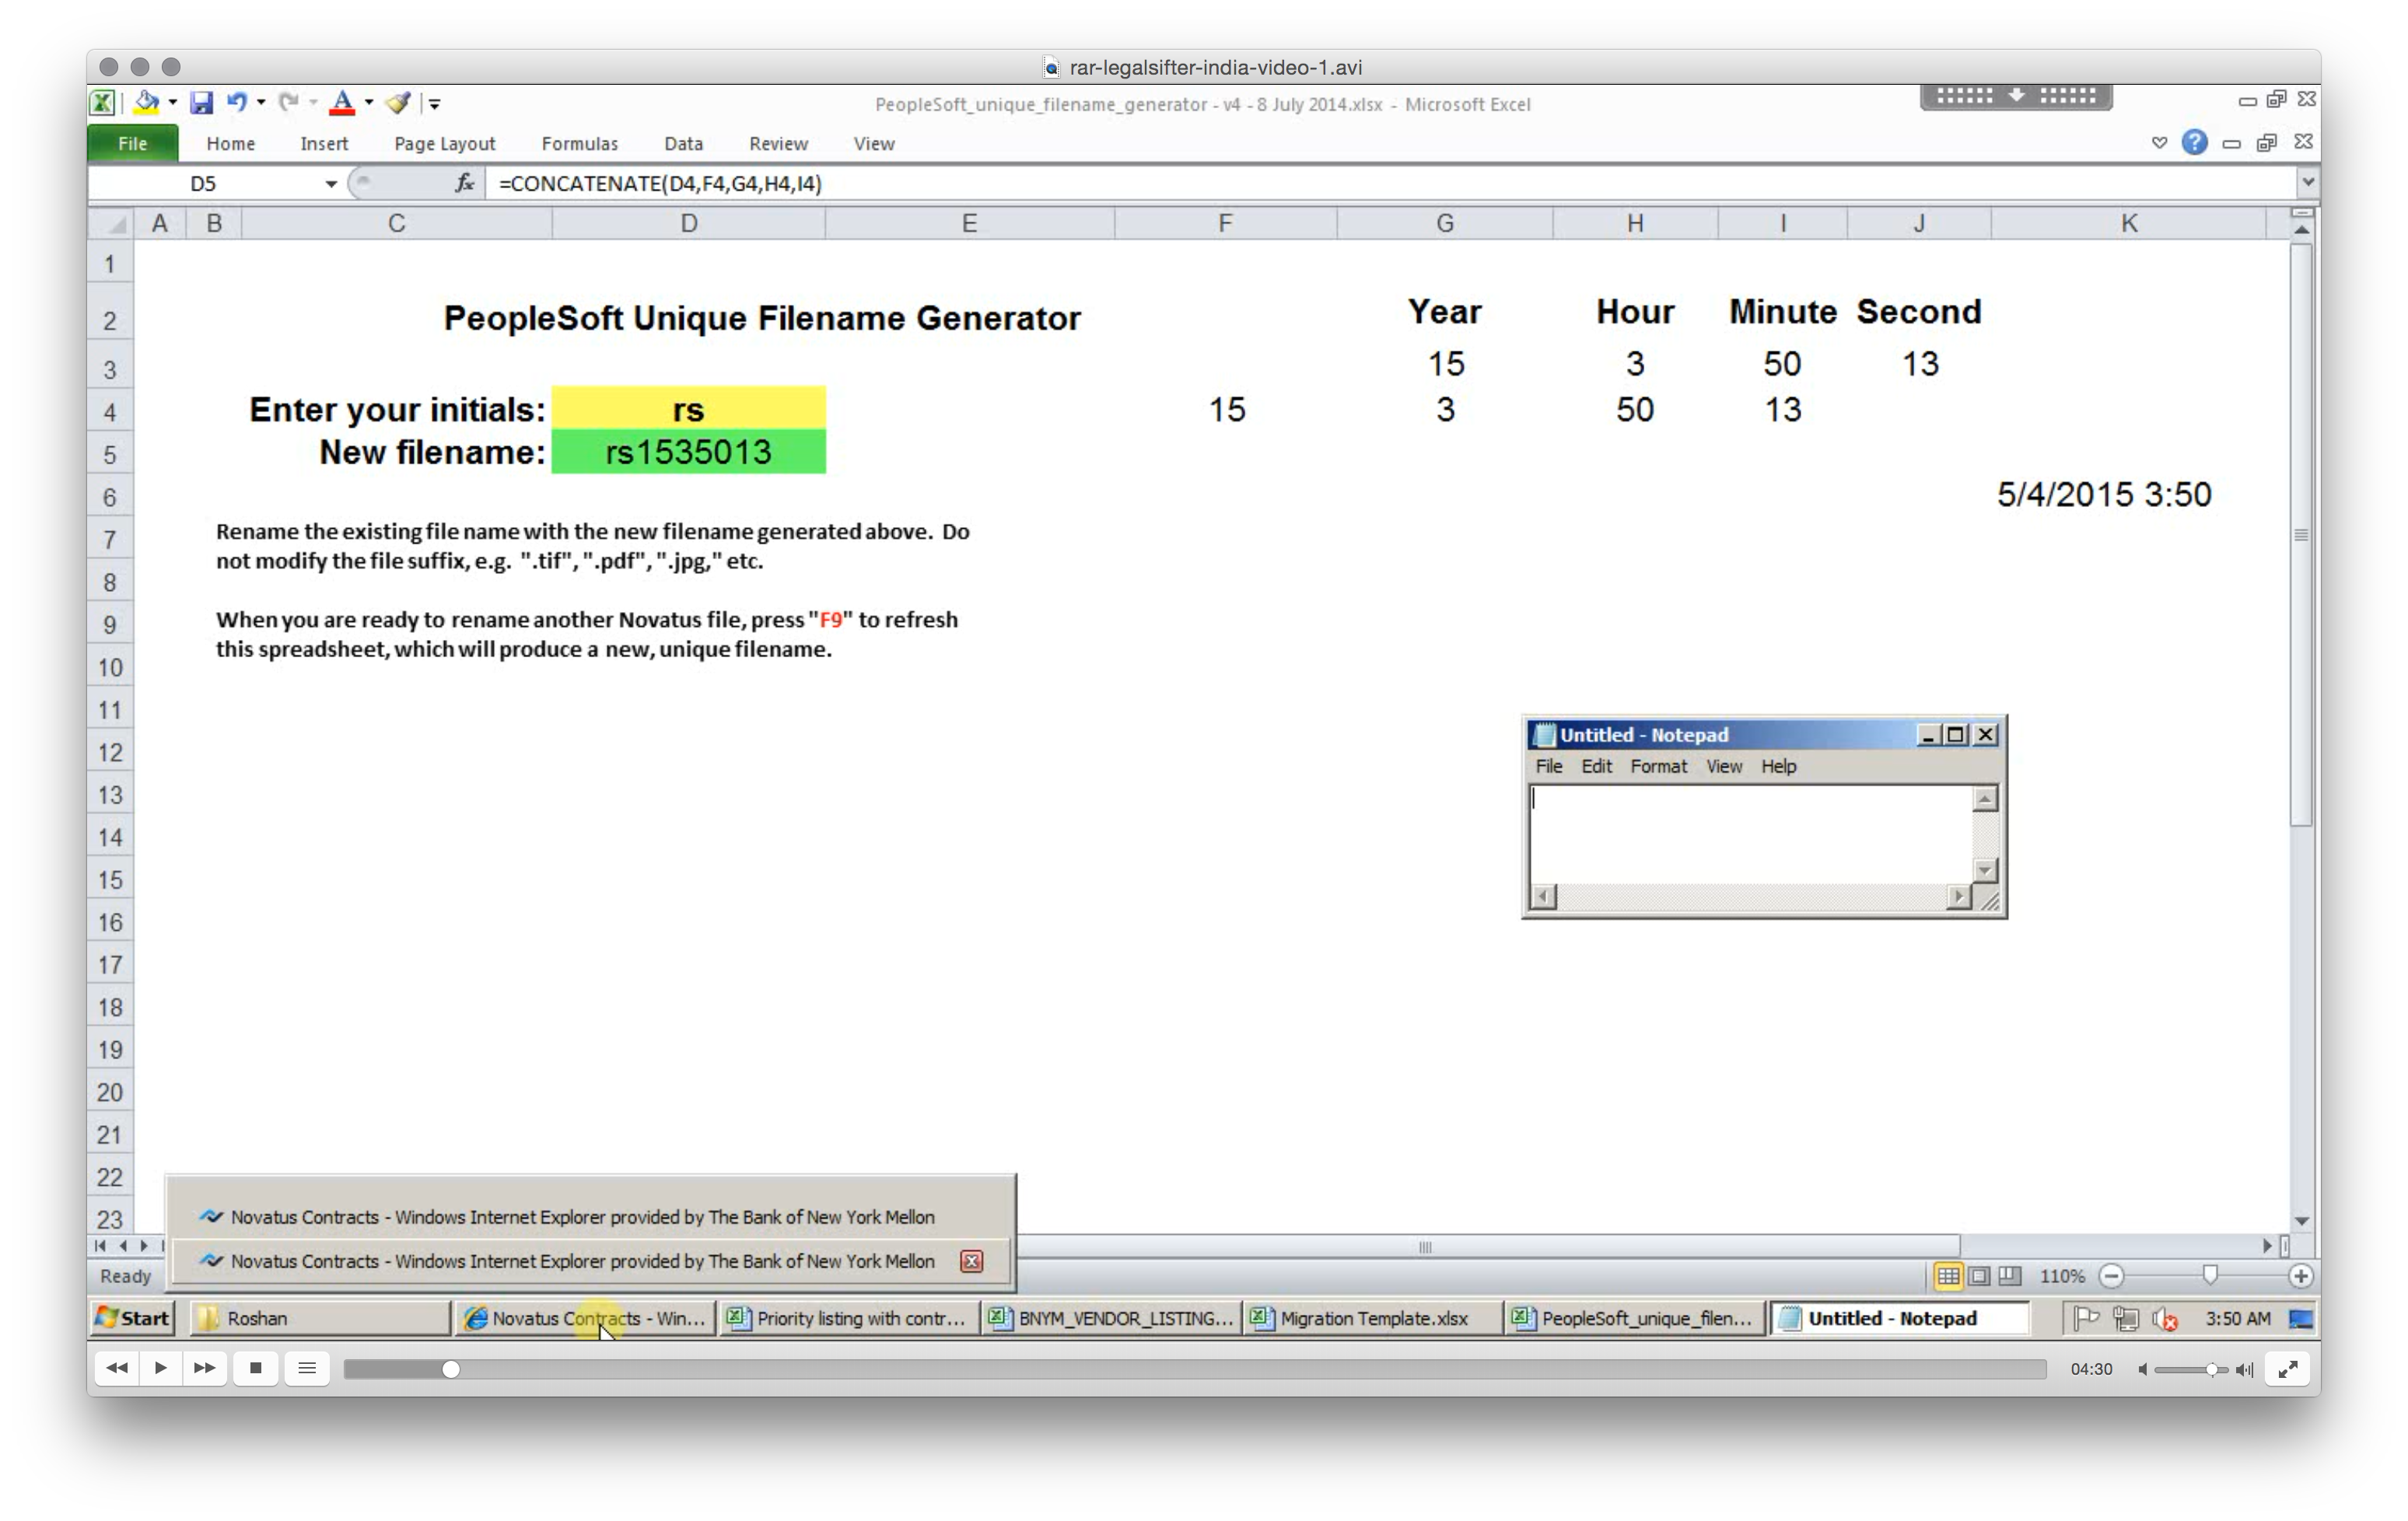 rar-legalsifter-india-video-1.avi
PeopleSoft_unique_filename_generator - v4 - 8 July 2014.xlsx - Microsoft Excel
File Home Insert Page Layout Formulas Data Review View
D5 fx =CONCATENATE(D4,F4,G4,H4,I4)
A B C D E F G H I J K
1
2 PeopleSoft Unique Filename Generator Year Hour Minute Second
3 15 3 50 13
4 Enter your initials: rs 15 3 50 13
5 New filename: rs1535013
6 5/4/2015 3:50
7 Rename the existing file name with the new filename generated above. Do
not modify the file suffix, e.g. ".tif", ".pdf", ".jpg," etc.
8
9 When you are ready to rename another Novatus file, press "F9" to refresh
this spreadsheet, which will produce a new, unique filename.
10
11
Untitled - Notepad
12
File Edit Format View Help
13
14
15
16
17
18
19
20
21
22
23 Novatus Contracts - Windows Internet Explorer provided by The Bank of New York Mellon
Novatus Contracts - Windows Internet Explorer provided by The Bank of New York Mellon
Ready 110%
Start Roshan Novatus Contracts - Win... Priority listing with contr... BNYM_VENDOR_LISTING... Migration Template.xlsx PeopleSoft_unique_filen... Untitled - Notepad 3:50 AM
04:30